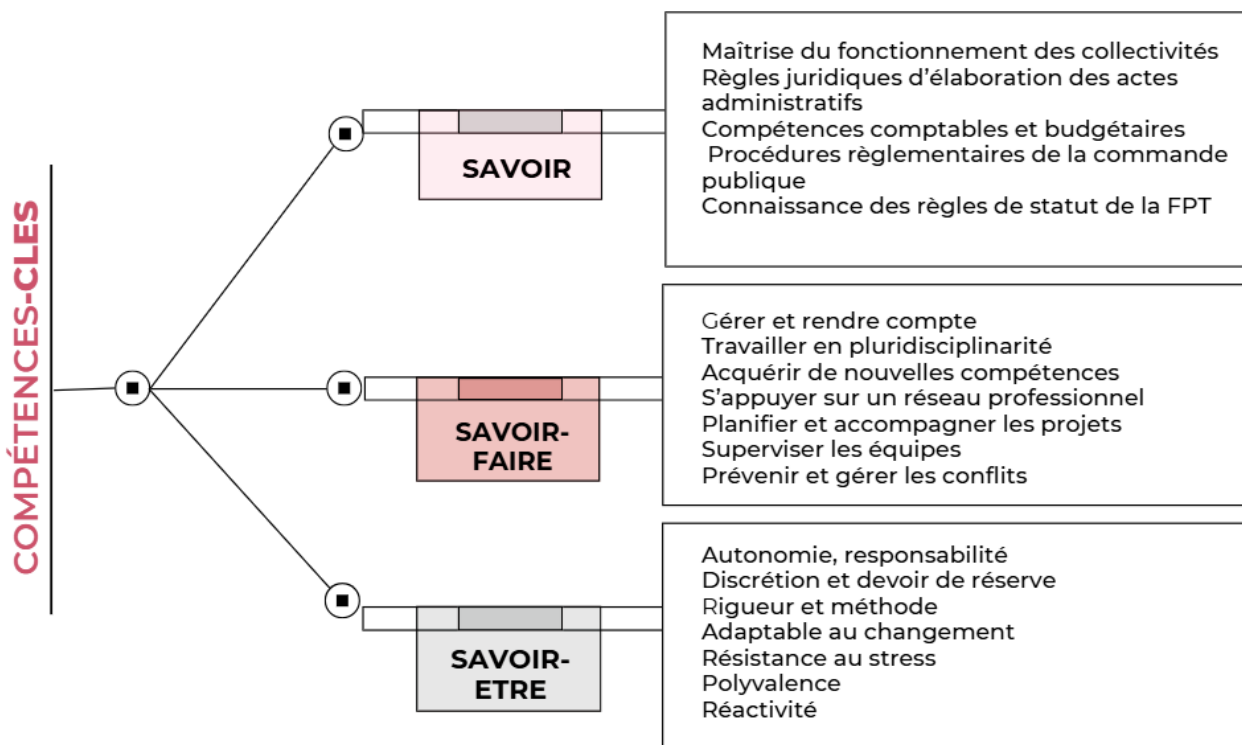 COMPÉTENCES-CLES
SAVOIR
Maîtrise du fonctionnement des collectivités
Règles juridiques d’élaboration des actes
administratifs
Compétences comptables et budgétaires
Procédures règlementaires de la commande
publique
Connaissance des règles de statut de la FPT
SAVOIR-
FAIRE
Gérer et rendre compte
Travailler en pluridisciplinarité
Acquérir de nouvelles compétences
S’appuyer sur un réseau professionnel
Planifier et accompagner les projets
Superviser les équipes
Prévenir et gérer les conflits
SAVOIR-
ETRE
Autonomie, responsabilité
Discrétion et devoir de réserve
Rigueur et méthode
Adaptable au changement
Résistance au stress
Polyvalence
Réactivité